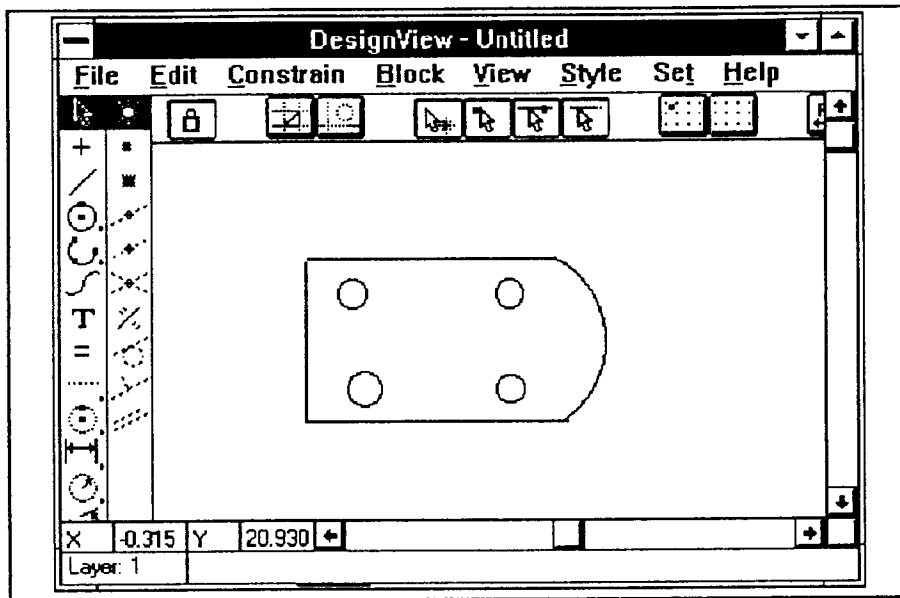 DesignView - Untitled
File Edit Constrain Block View Style Set Help
T
X -0.315 Y 20.930
Layer: 1